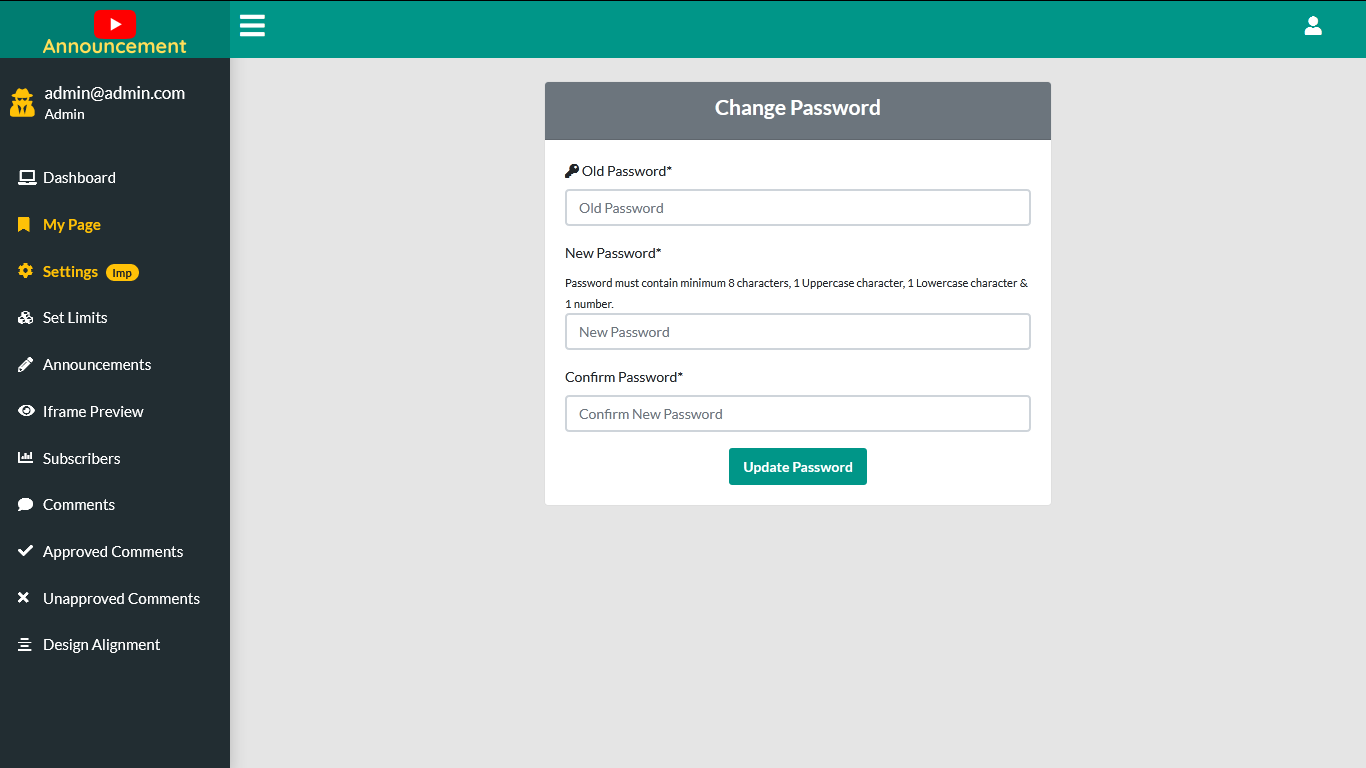 Announcement
admin@admin.com
Admin
Dashboard
My Page
Settings Imp
Set Limits
Announcements
Iframe Preview
Subscribers
Comments
Approved Comments
Unapproved Comments
Design Alignment
Change Password
Old Password*
Old Password
New Password*
Password must contain minimum 8 characters, 1 Uppercase character, 1 Lowercase character &
1 number.
New Password
Confirm Password*
Confirm New Password
Update Password